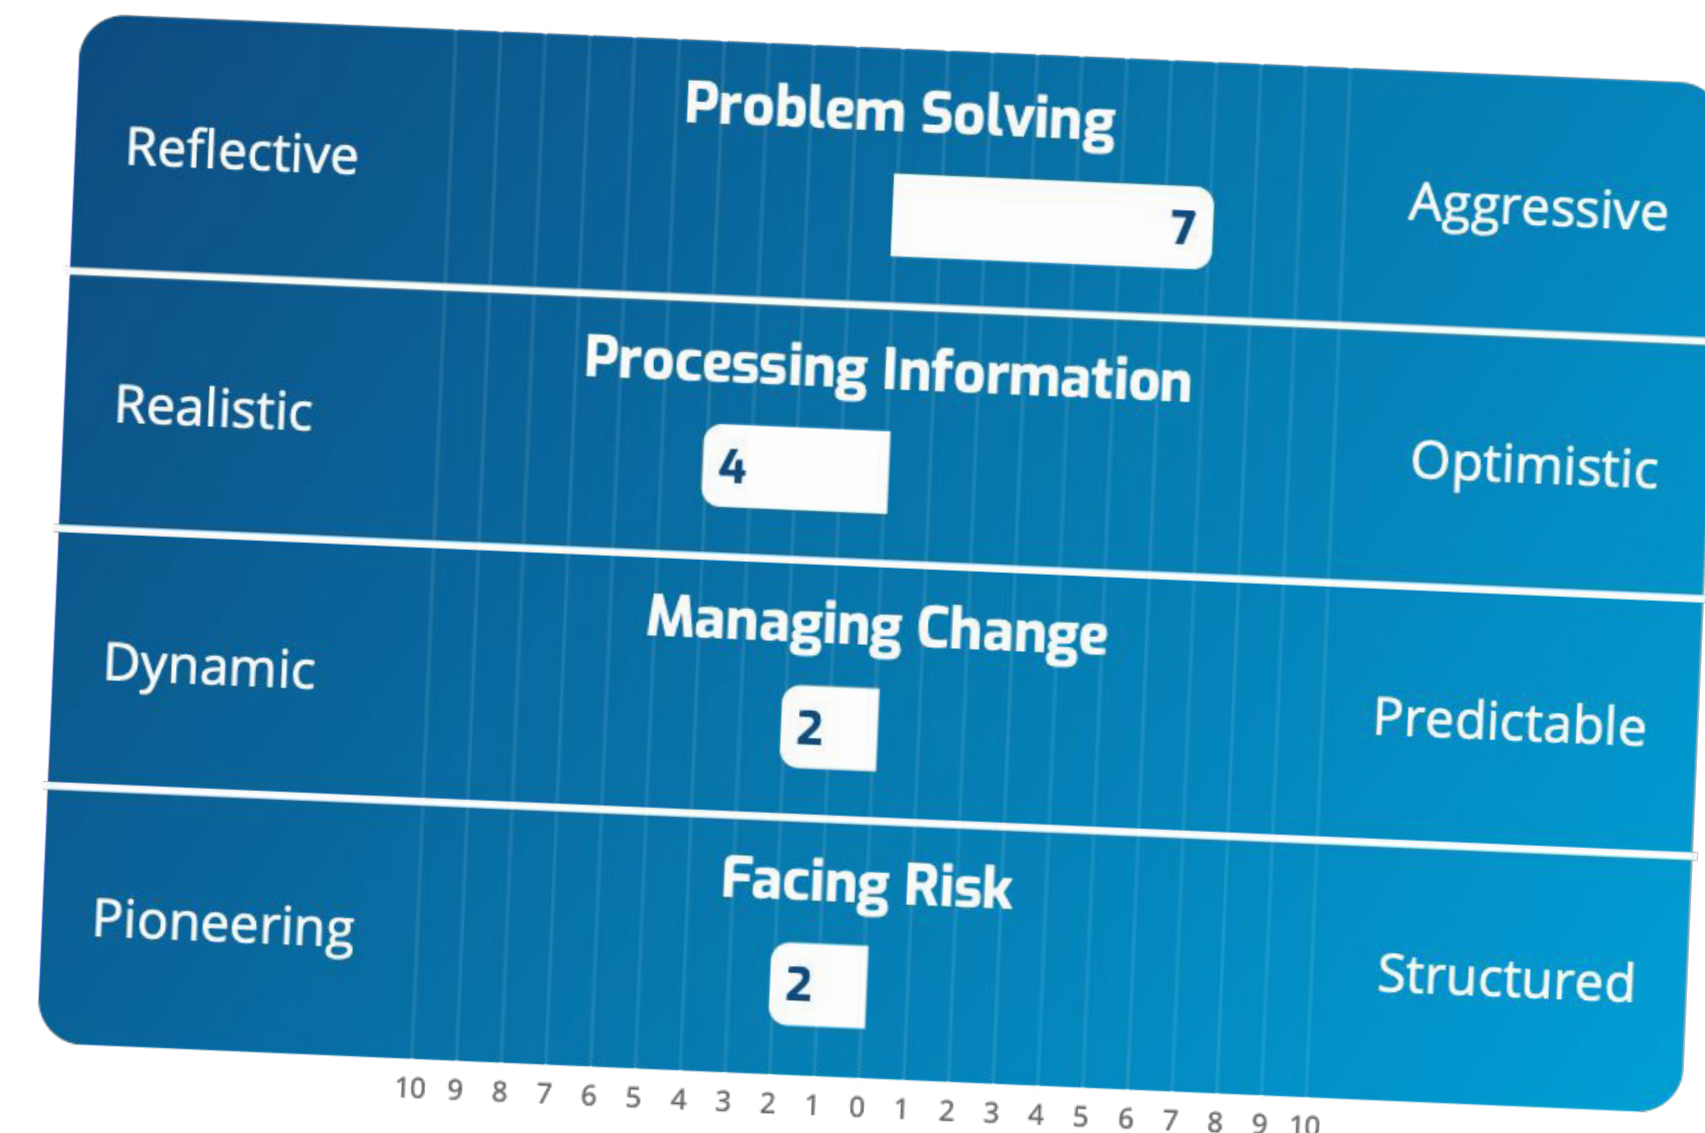 Problem Solving
Reflective
7
Aggressive
Processing Information
Realistic
4
Optimistic
Managing Change
Dynamic
2
Predictable
Facing Risk
Pioneering
2
Structured
10 9 8 7 6 5 4 3 2 1 0 1 2 3 4 5 6 7 8 9 10